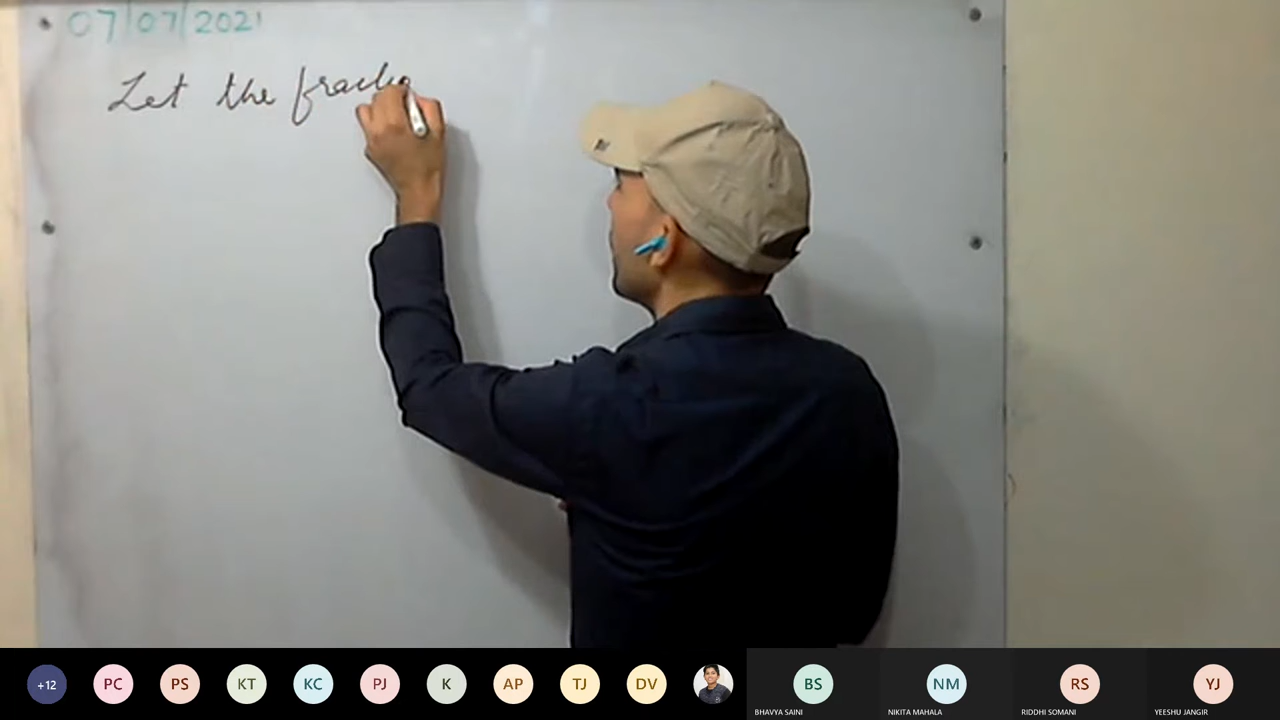 07/07/2021
Let the fractio
+12 PC PS KT KC PJ K AP TJ DV BS NM RS YJ
BHAVYA SAINI NIKITA MAHALA RIDDHI SOMANI YEESHU JANGIR